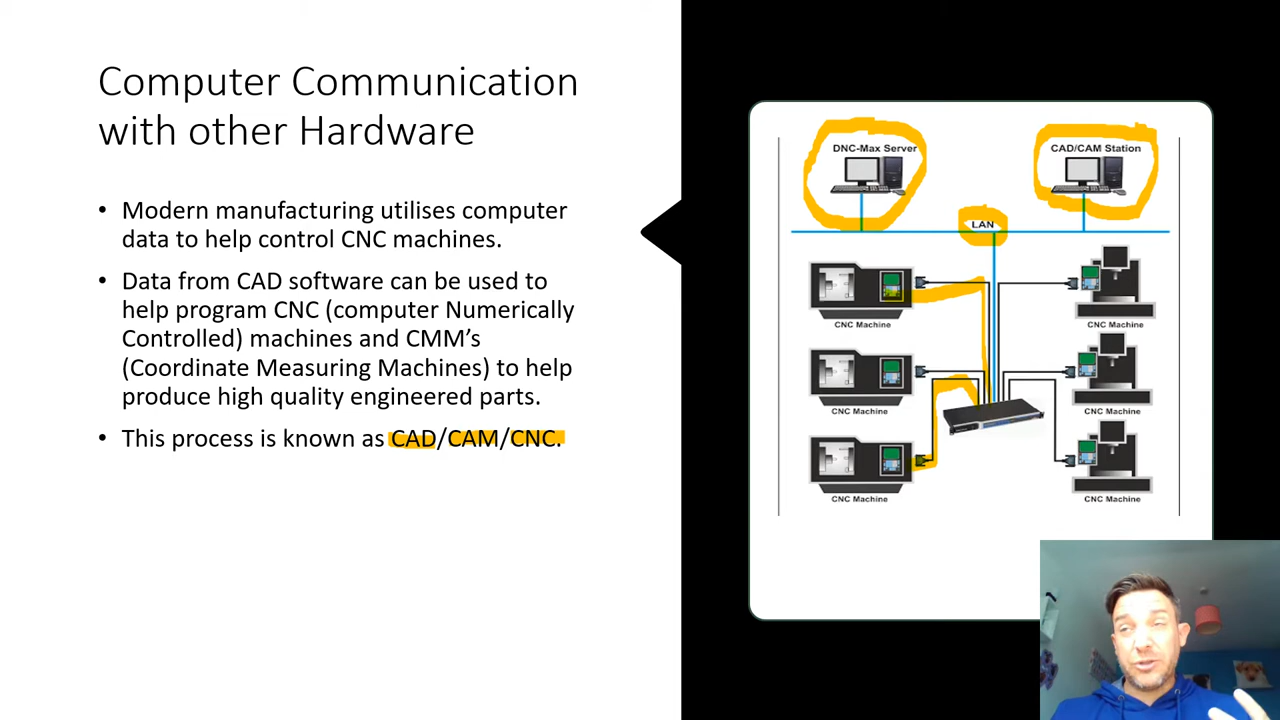 Computer Communication
with other Hardware
• Modern manufacturing utilises computer
data to help control CNC machines.
• Data from CAD software can be used to
help program CNC (computer Numerically
Controlled) machines and CMM’s
(Coordinate Measuring Machines) to help
produce high quality engineered parts.
• This process is known as CAD/CAM/CNC.
DNC-Max Server
CAD/CAM Station
LAN
CNC Machine
CNC Machine
CNC Machine
CNC Machine
CNC Machine
CNC Machine